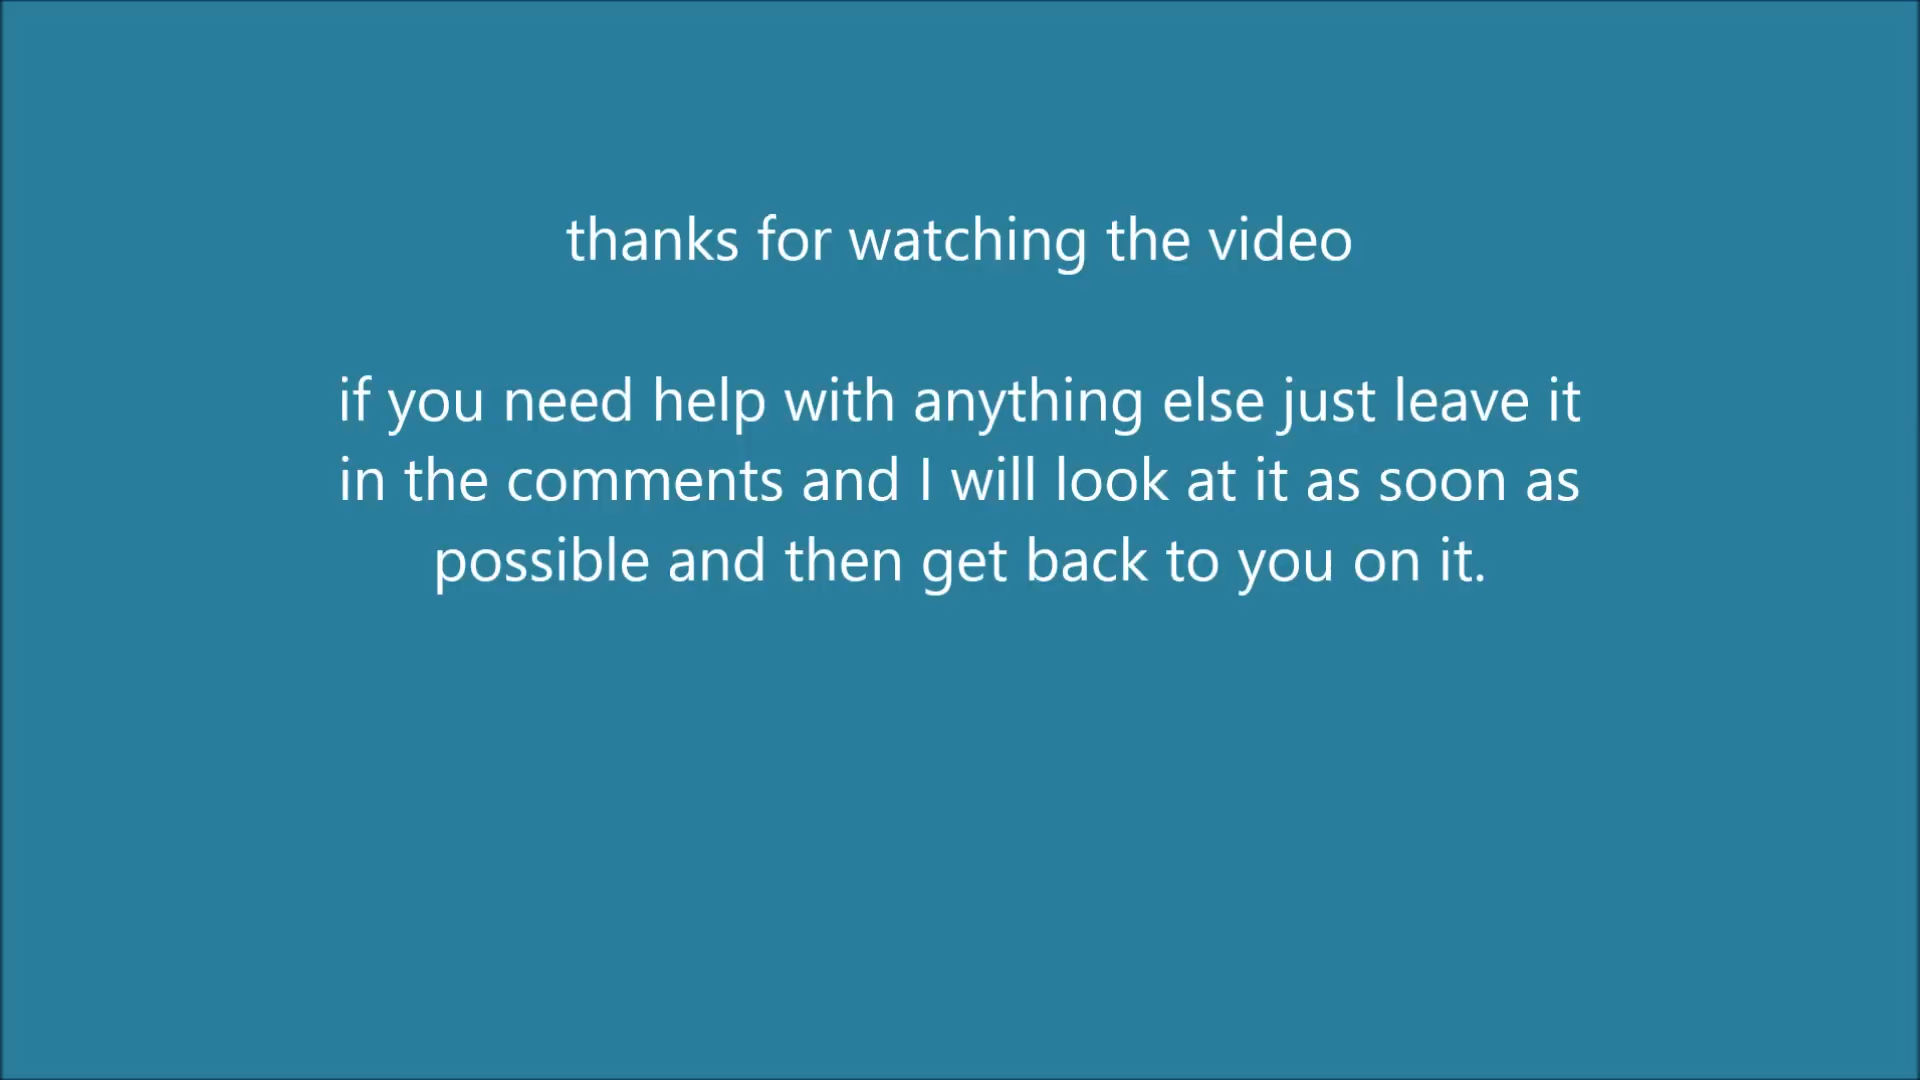 thanks for watching the video
if you need help with anything else just leave it
in the comments and I will look at it as soon as
possible and then get back to you on it.